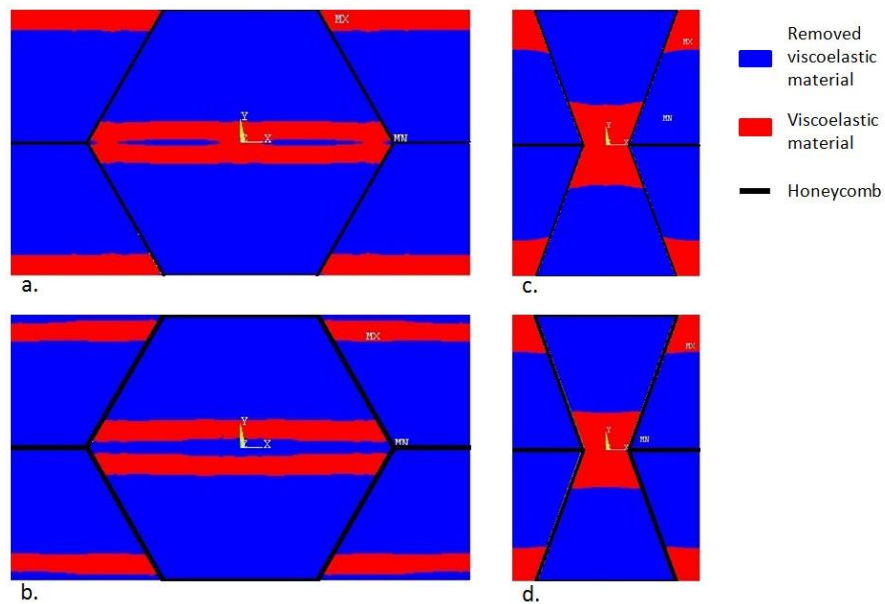 MX
Y
Z X
MN
a.
MX
MN
Y
X
c.
Removed
viscoelastic
material
Viscoelastic
material
Honeycomb
MX
Y
Z X
MN
b.
MX
Y
X
MN
d.